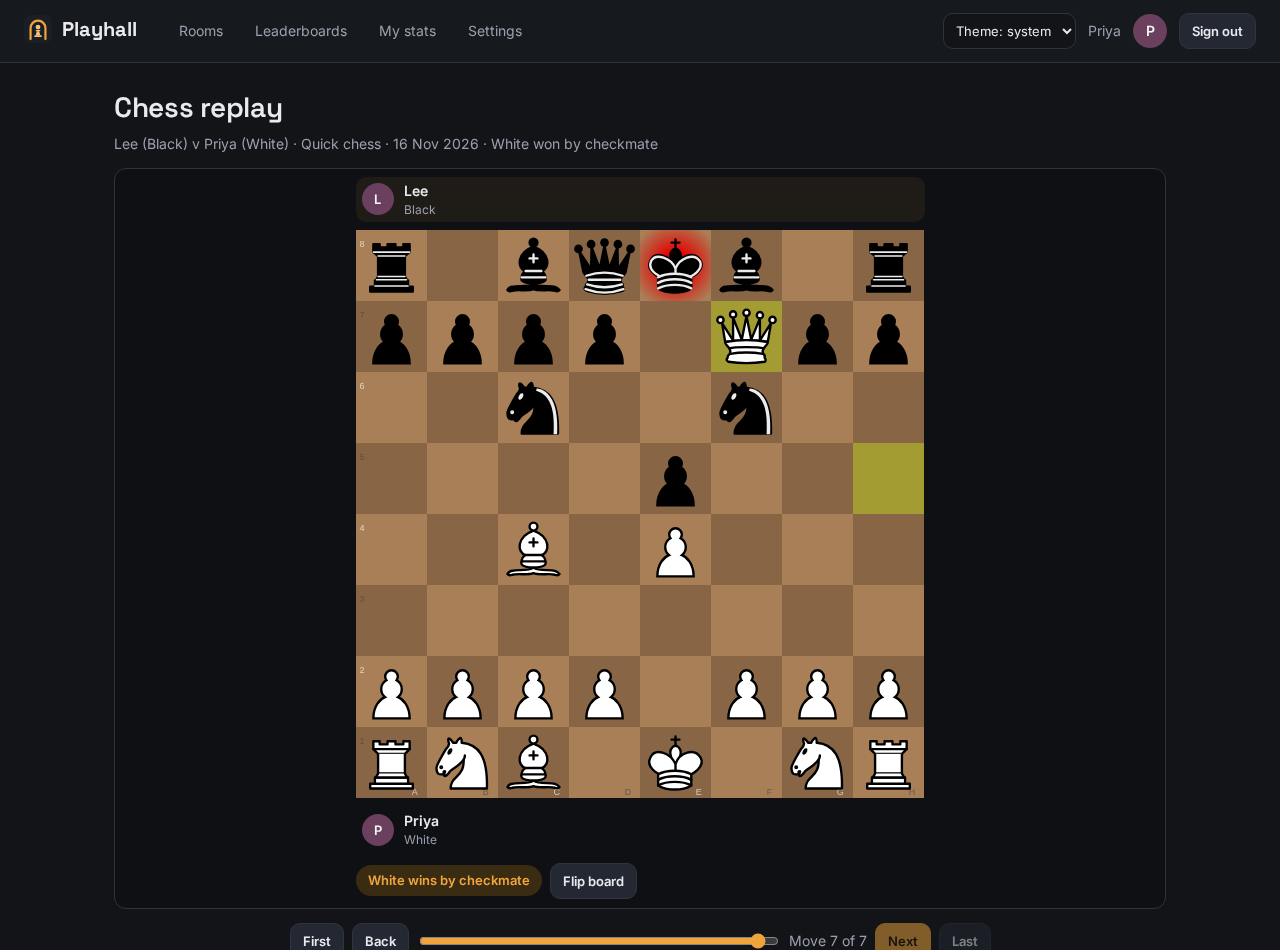 Playhall Rooms Leaderboards My stats Settings Theme: system Priya P Sign out
Chess replay
Lee (Black) v Priya (White) · Quick chess · 16 Nov 2026 · White won by checkmate
L Lee
Black
8
7
6
5
4
3
2
1
A B C D E F G H
P Priya
White
White wins by checkmate Flip board
First Back Move 7 of 7 Next Last